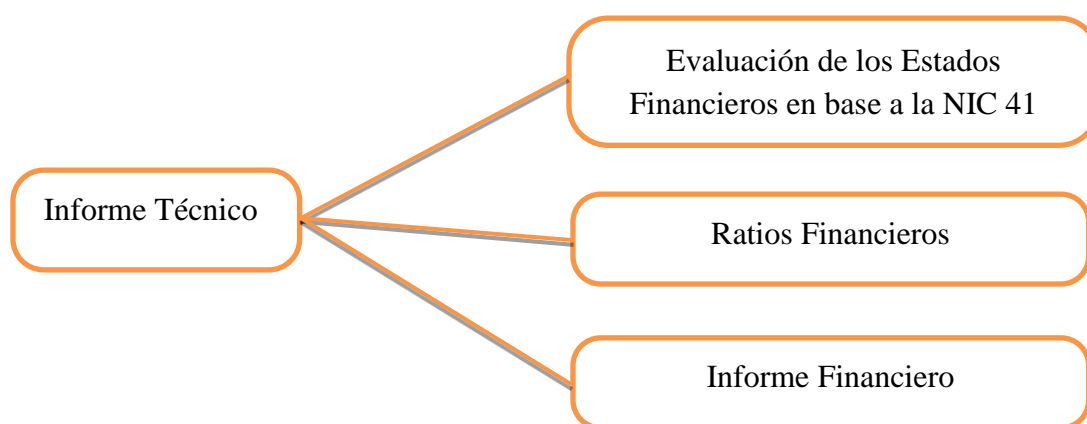 Evaluación de los Estados
Financieros en base a la NIC 41
Informe Técnico
Ratios Financieros
Informe Financiero